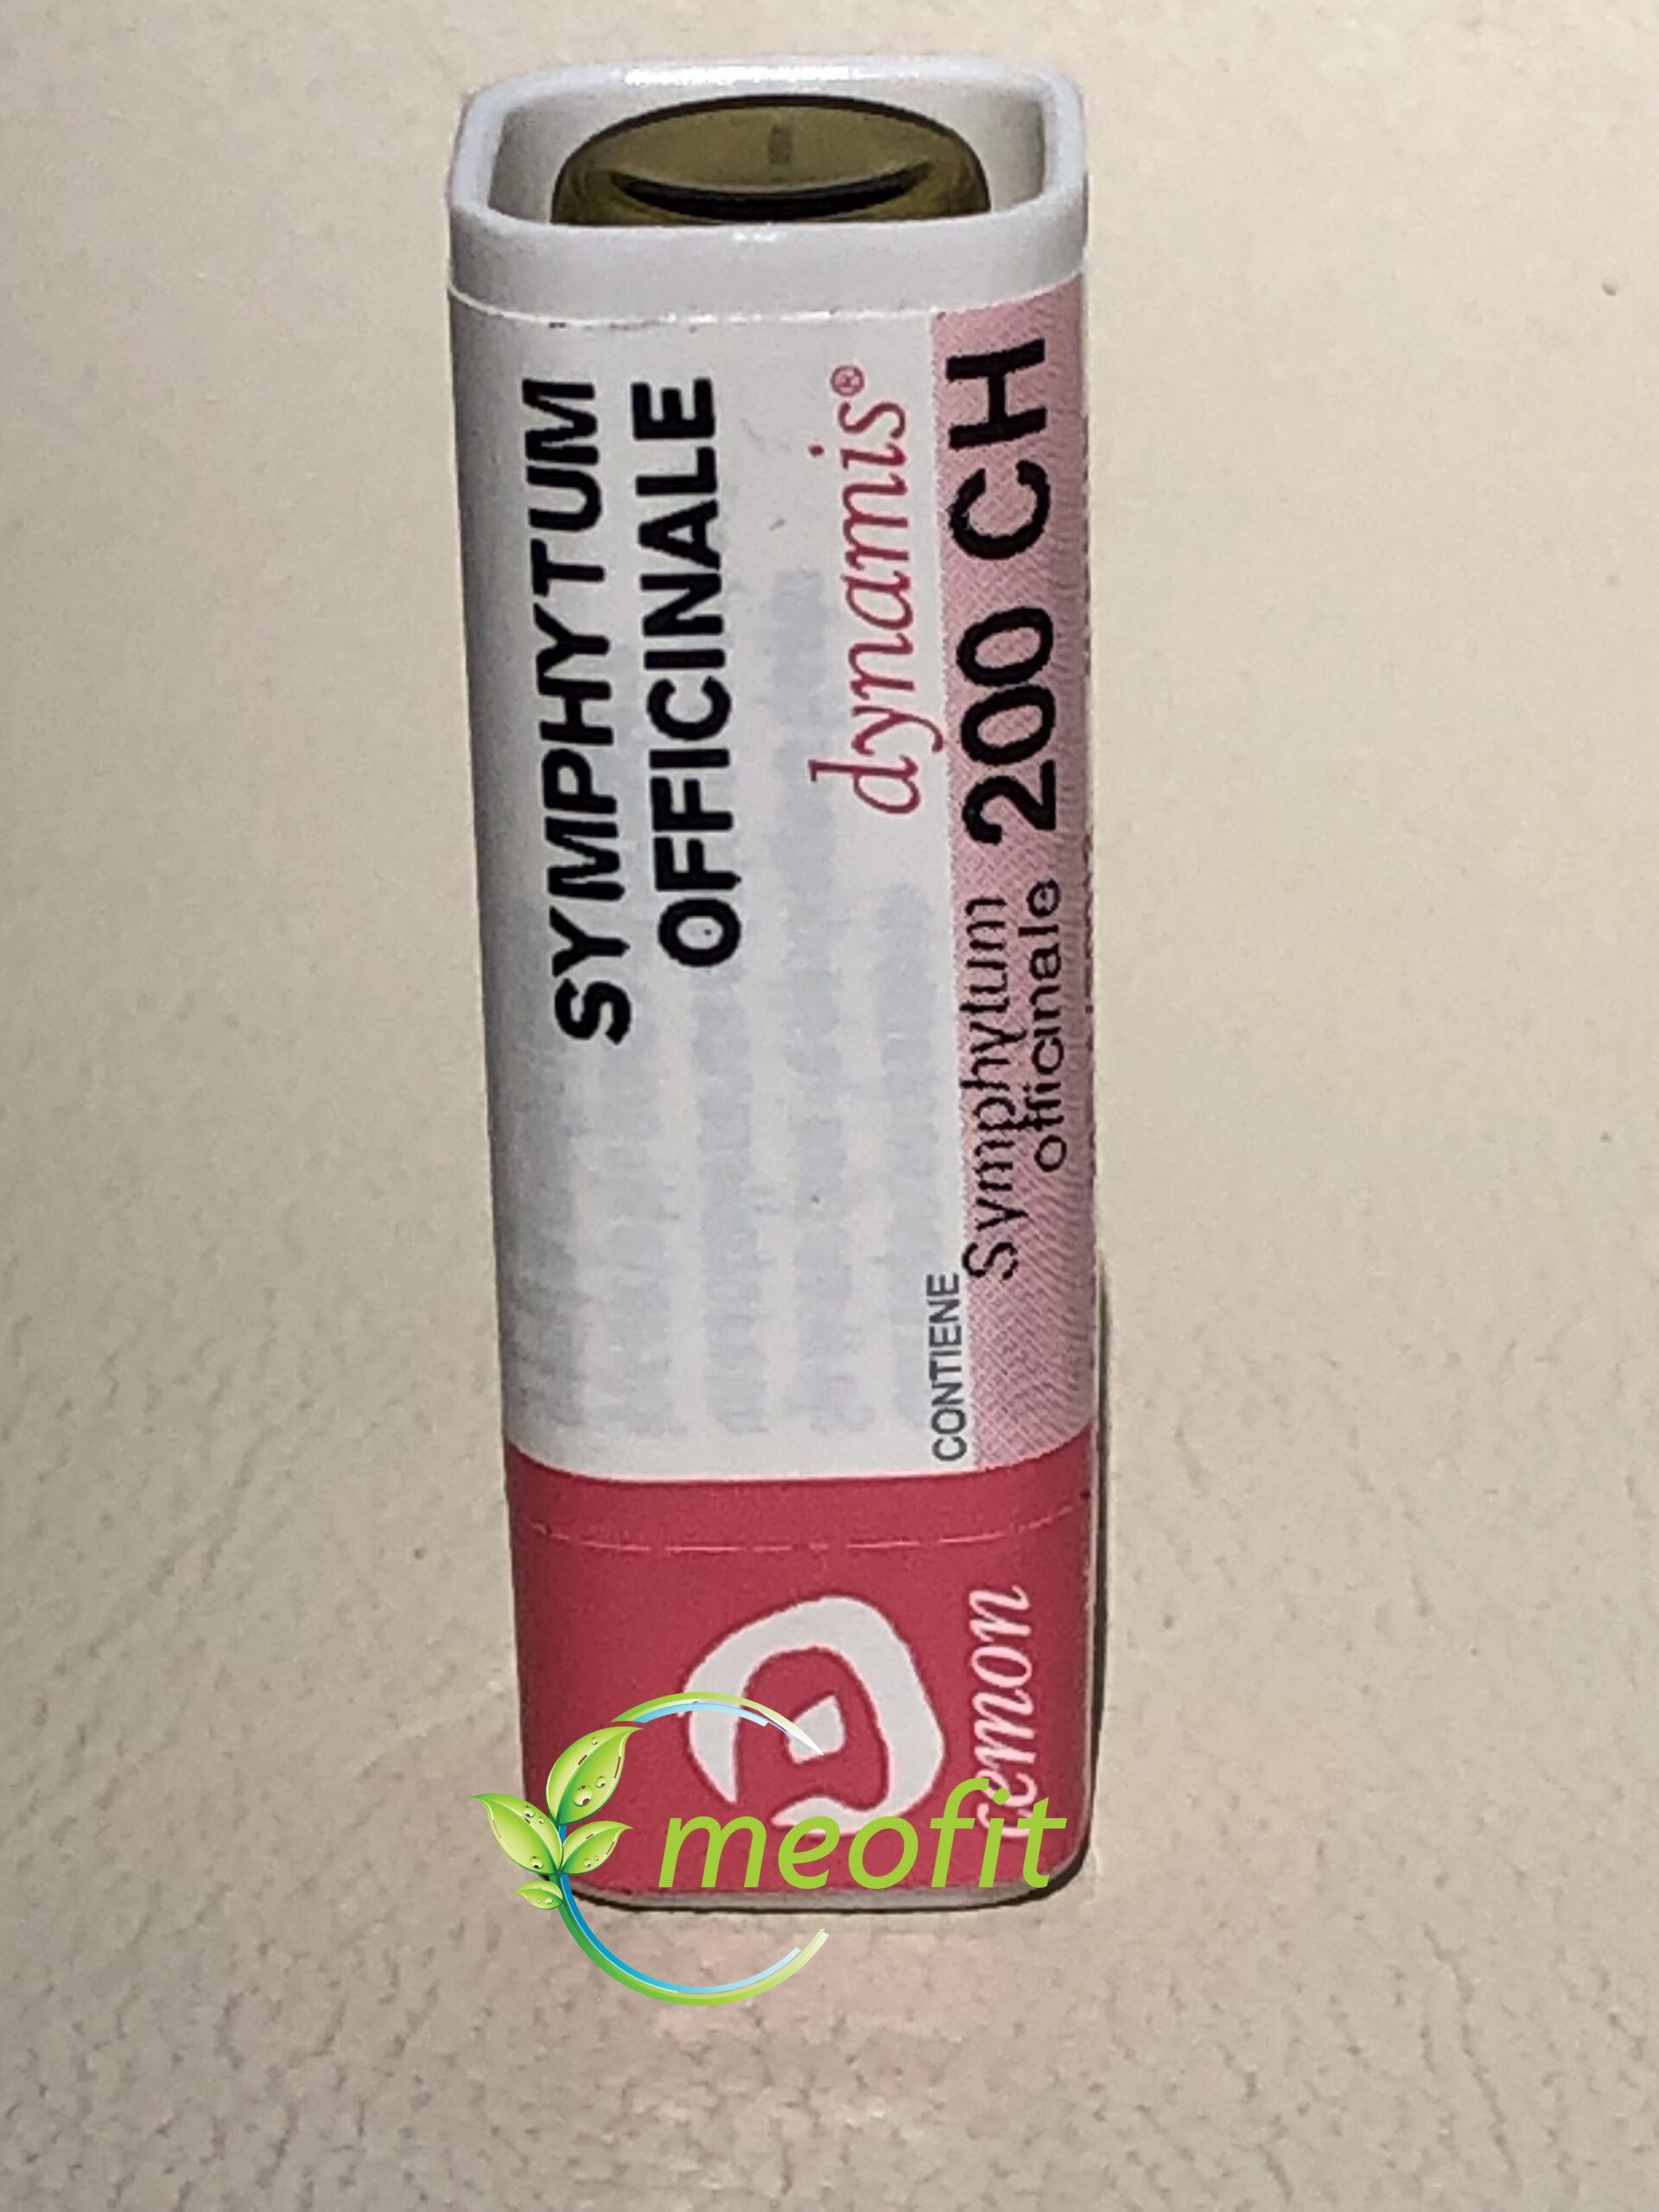 SYMPHYTUM
OFFICINALE
dynamis®
CONTIENE
Symphytum
officinale
200 CH
cemon
meofit